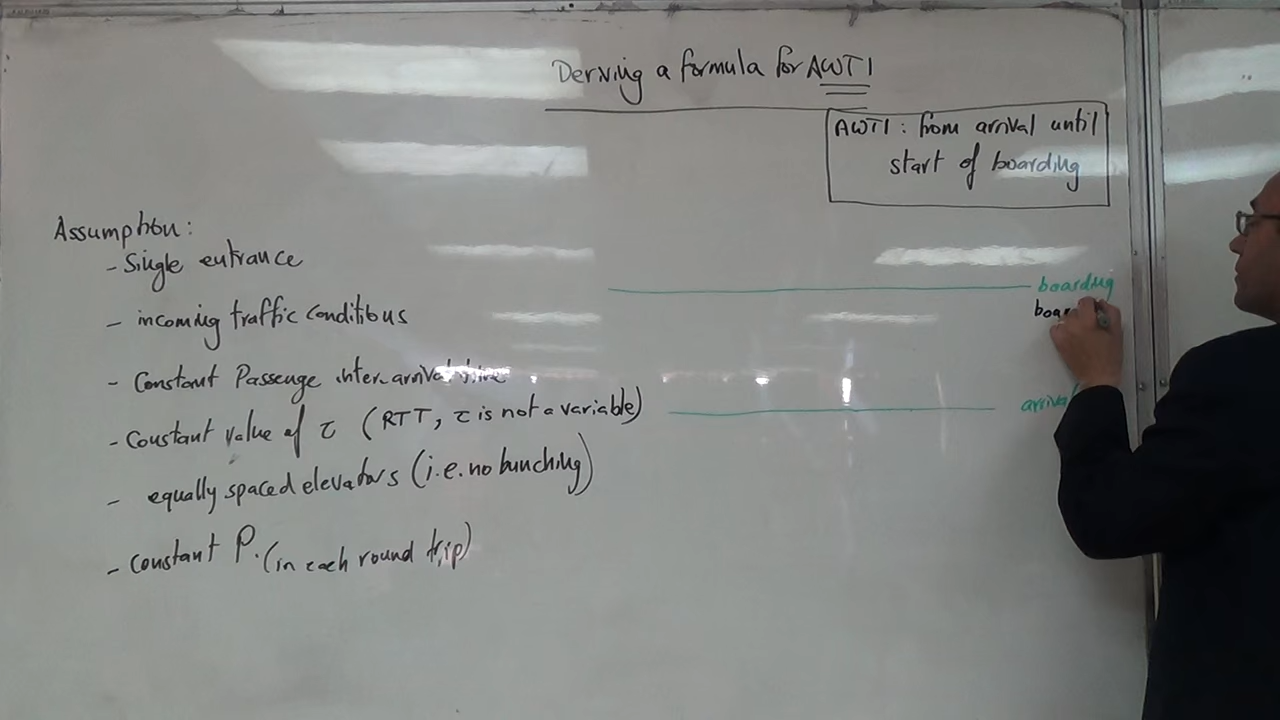 Deriving a formula for AWT1
AWT1: from arrival until
start of boarding
Assumption:
- Single entrance
- incoming traffic conditions
- Constant Passenge inter-arrival time
- Constant value of τ (RTT, τ is not a variable)
- equally spaced elevators (i.e. no bunching)
- constant P. (in each round trip)
boarding
boar
arrival